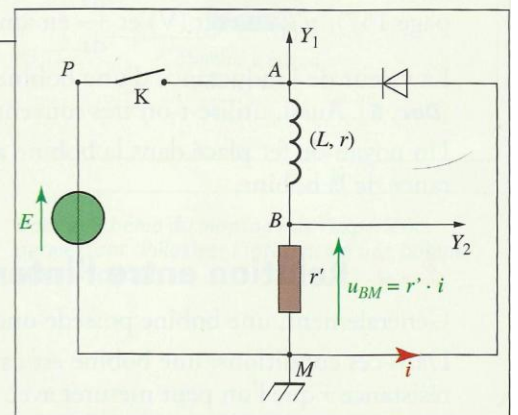 Y₁
P
A
K
(L, r)
E
B
Y₂
r'
u_BM = r' · i
M
i